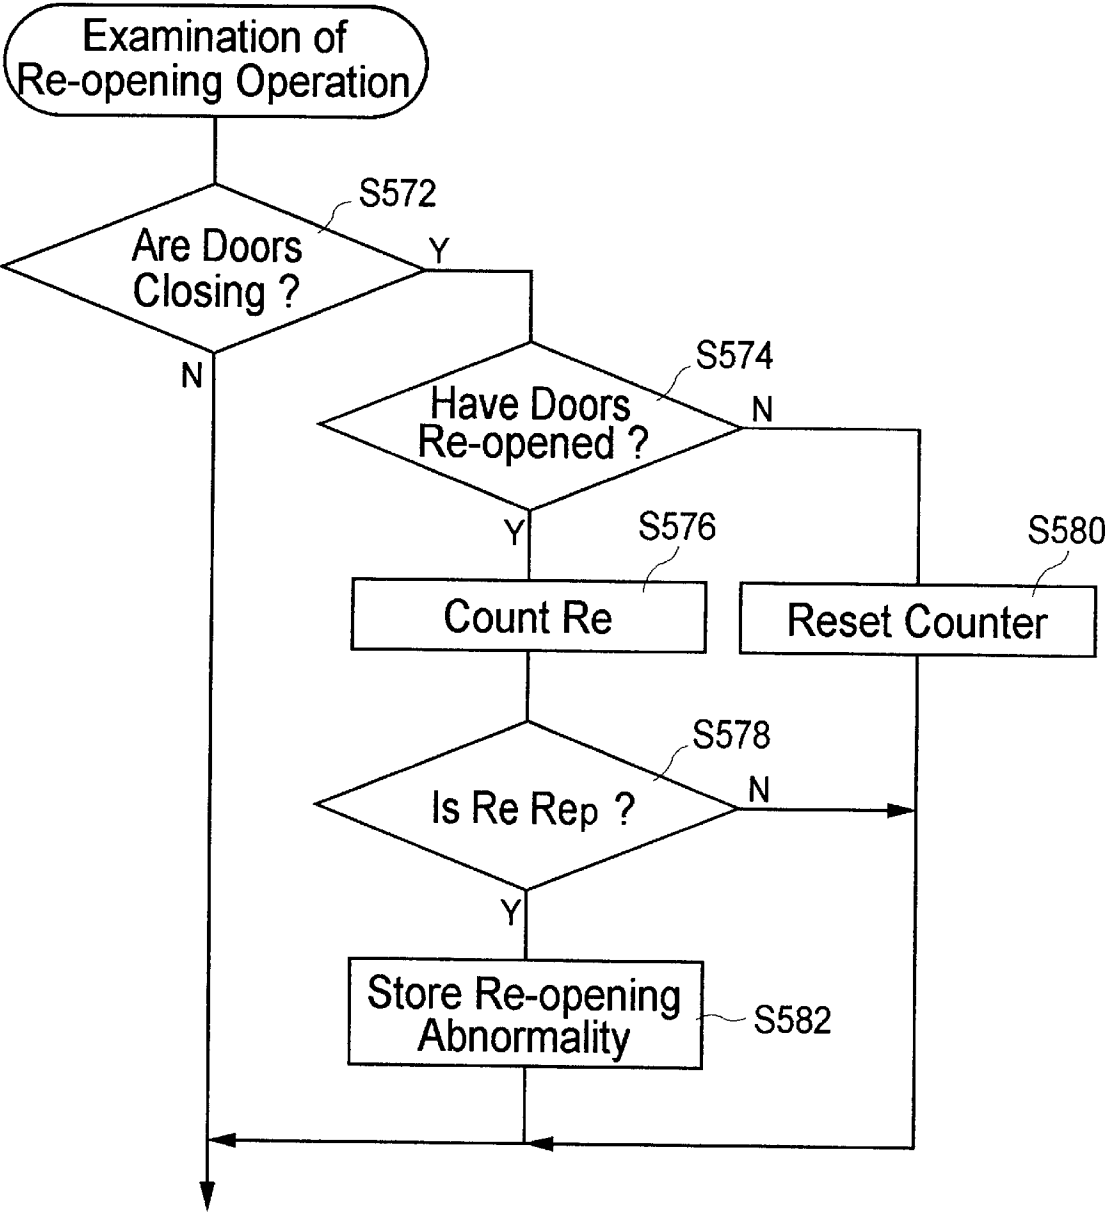 Examination of
Re-opening Operation
S572
Are Doors
Closing ?
Y
N
S574
Have Doors
Re-opened ?
N
Y
S576
Count Re
S580
Reset Counter
S578
Is Re Rep ?
N
Y
Store Re-opening
Abnormality
S582